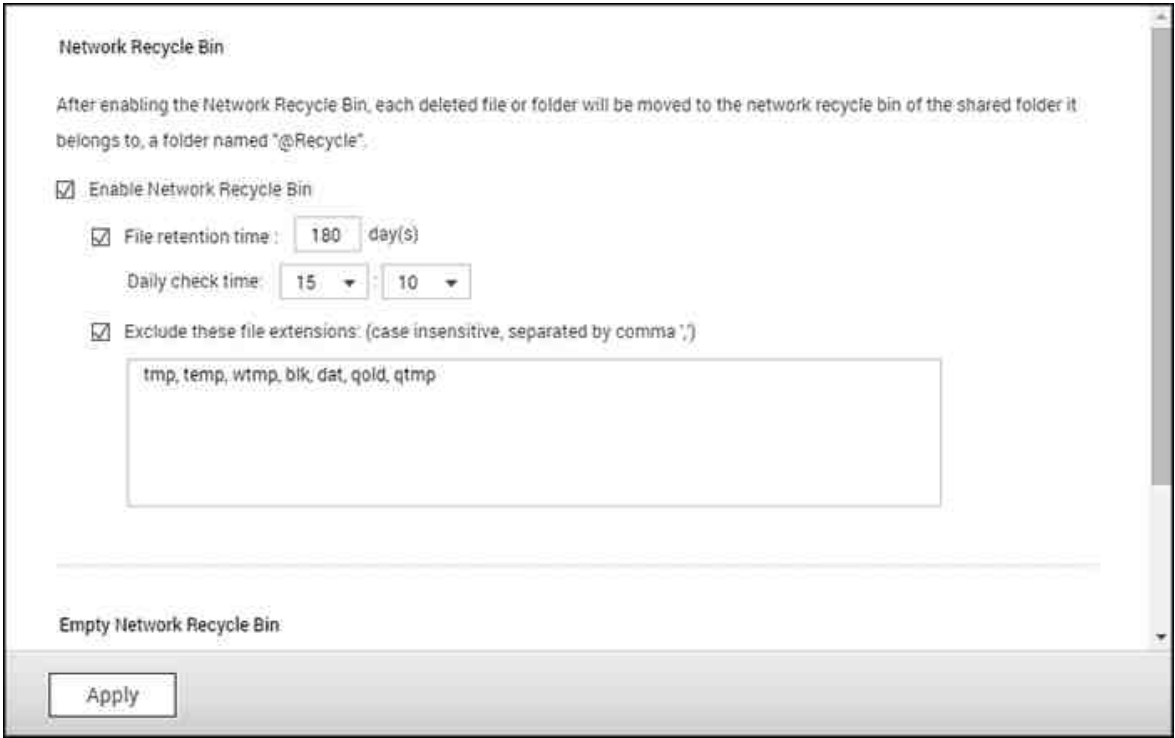 Network Recycle Bin
After enabling the Network Recycle Bin, each deleted file or folder will be moved to the network recycle bin of the shared folder it
belongs to, a folder named "@Recycle".
Enable Network Recycle Bin
File retention time : 180 day(s)
Daily check time: 15 : 10
Exclude these file extensions: (case insensitive, separated by comma ',')
tmp, temp, wtmp, blk, dat, qold, qtmp
Empty Network Recycle Bin
Apply